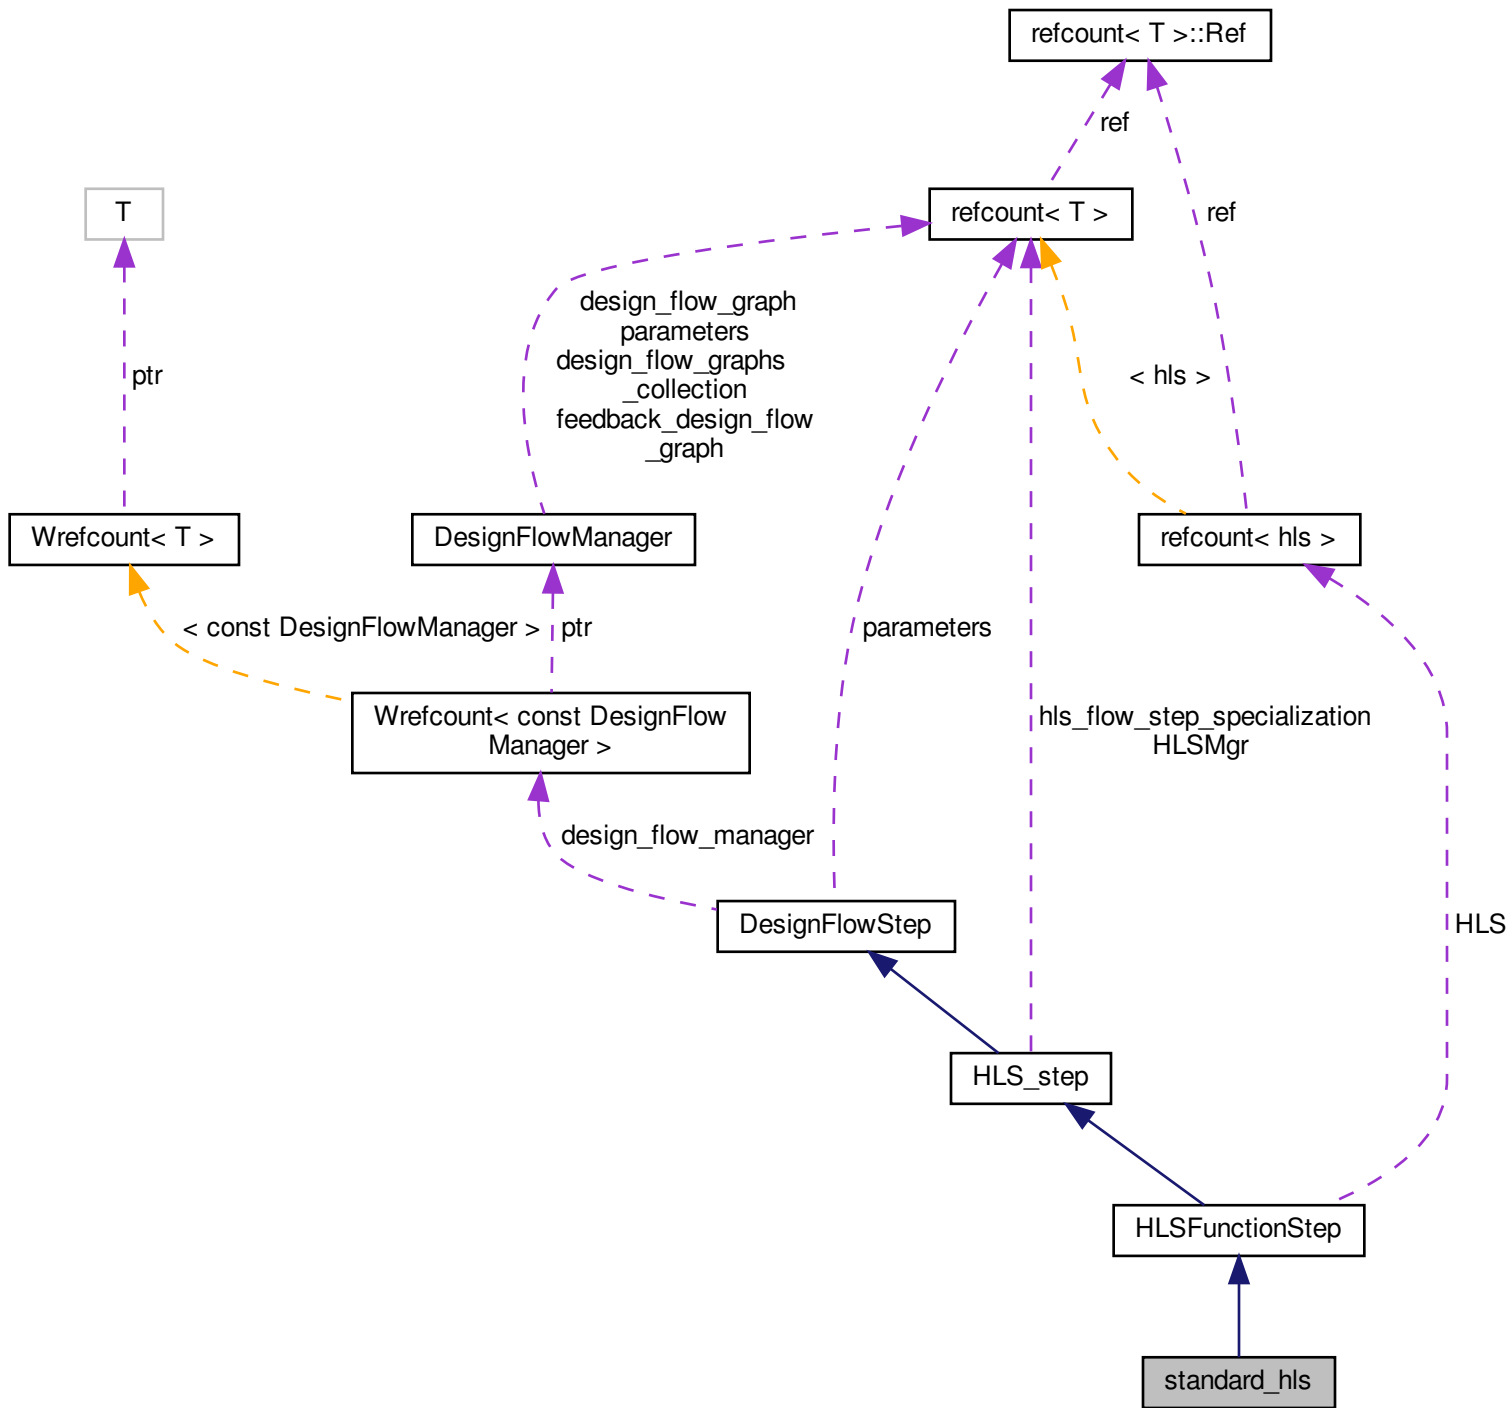 refcount< T >::Ref
ref
T
refcount< T >
ref
design_flow_graph
parameters
design_flow_graphs
_collection
feedback_design_flow
_graph
ptr
< hls >
Wrefcount< T >
DesignFlowManager
refcount< hls >
< const DesignFlowManager >
ptr
parameters
Wrefcount< const DesignFlow
Manager >
hls_flow_step_specialization
HLSMgr
design_flow_manager
DesignFlowStep
HLS
HLS_step
HLSFunctionStep
standard_hls